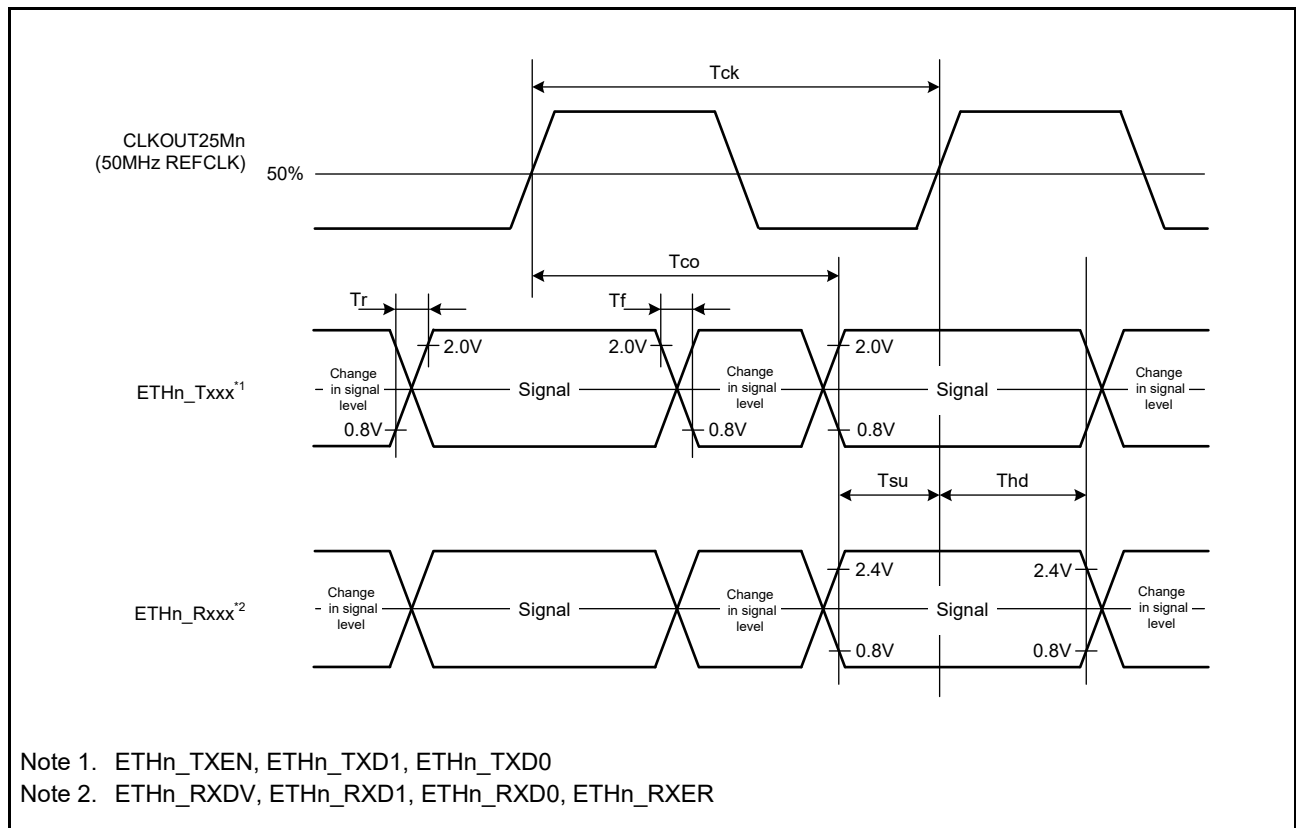 Tck
CLKOUT25Mn
(50MHz REFCLK)
50%
Tco
Tr
Tf
2.0V
2.0V
2.0V
ETHn_Txxx*1
Change
in signal
level
Signal
Change
in signal
level
Signal
Change
in signal
level
0.8V
0.8V
0.8V
Tsu
Thd
2.4V
2.4V
ETHn_Rxxx*2
Change
in signal
level
Signal
Change
in signal
level
Signal
Change
in signal
level
0.8V
0.8V
Note 1. ETHn_TXEN, ETHn_TXD1, ETHn_TXD0
Note 2. ETHn_RXDV, ETHn_RXD1, ETHn_RXD0, ETHn_RXER